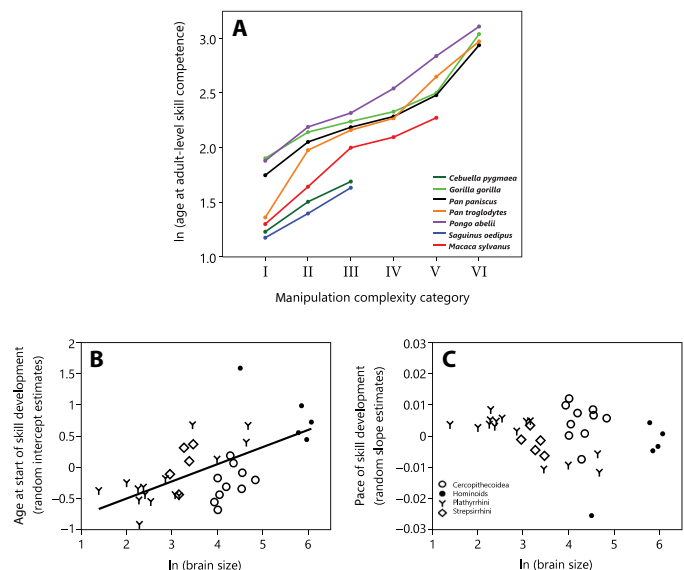 A
ln (age at adult-level skill competence)
3.0
2.5
2.0
1.5
1.0
Cebuella pygmaea
Gorilla gorilla
Pan paniscus
Pan troglodytes
Pongo abelii
Saguinus oedipus
Macaca sylvanus
I II III IV V VI
Manipulation complexity category
B
Age at start of skill development
(random intercept estimates)
2
1.5
1
0.5
0
−0.5
−1
1 2 3 4 5 6
ln (brain size)
C
Pace of skill development
(random slope estimates)
0.03
0.02
0.01
0
−0.01
−0.02
−0.03
Cercopithecoidea
Hominoids
Plathyrrhini
Strepsirrhini
1 2 3 4 5 6
ln (brain size)